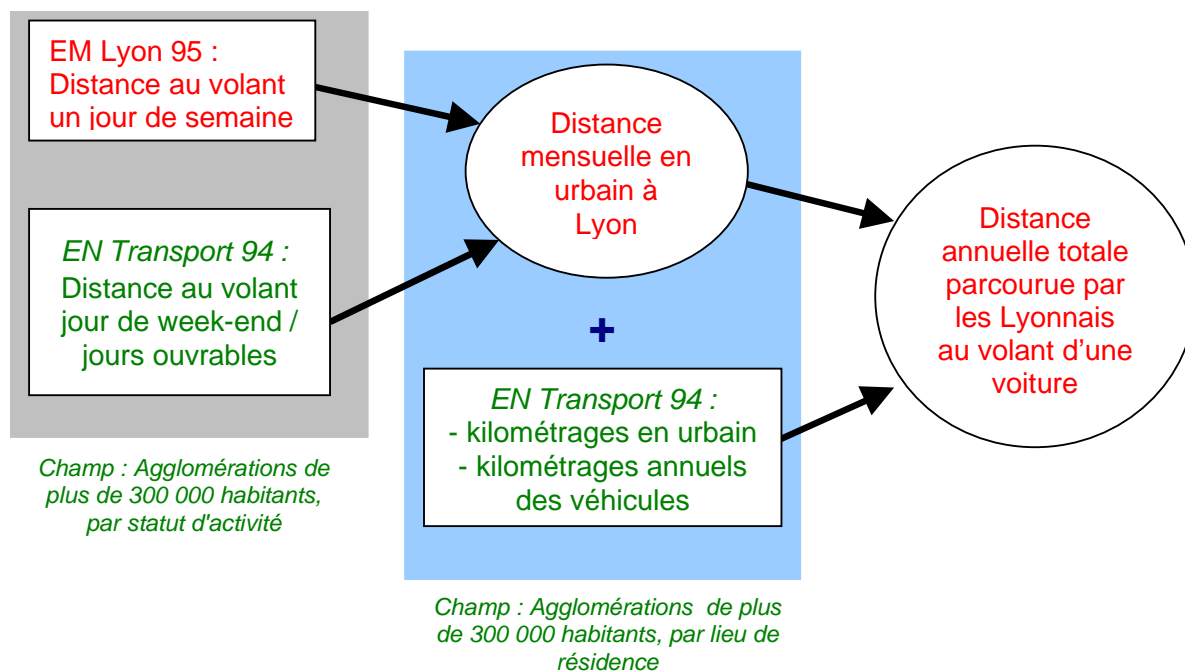 EM Lyon 95 :
Distance au volant
un jour de semaine
EN Transport 94 :
Distance au volant
jour de week-end /
jours ouvrables
Champ : Agglomérations de
plus de 300 000 habitants,
par statut d'activité
Distance
mensuelle en
urbain à
Lyon
+
EN Transport 94 :
- kilométrages en urbain
- kilométrages annuels
des véhicules
Champ : Agglomérations de plus
de 300 000 habitants, par lieu de
résidence
Distance
annuelle totale
parcourue par
les Lyonnais
au volant d’une
voiture